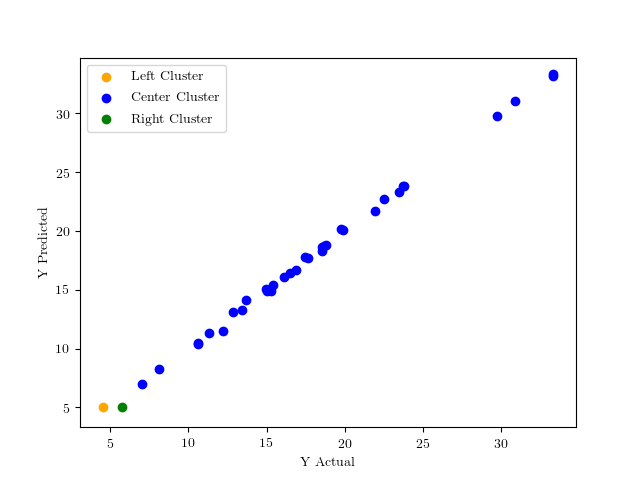 Left Cluster
Center Cluster
Right Cluster
30
25
20
15
10
5
Y Predicted
5 10 15 20 25 30
Y Actual